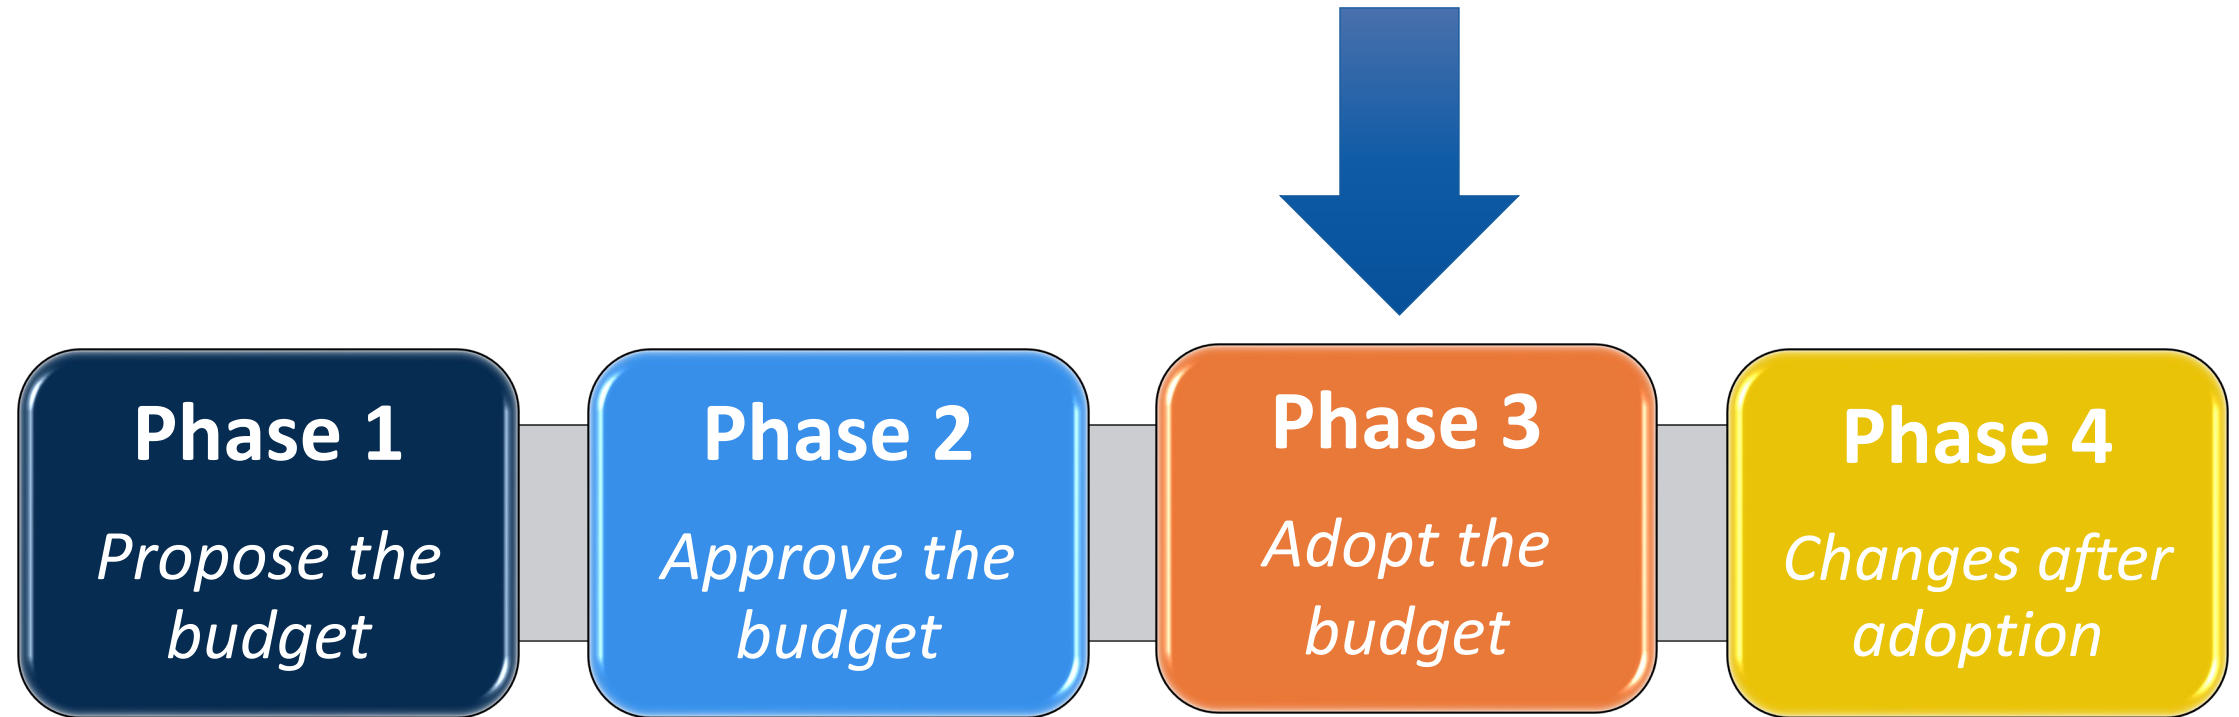 Phase 1
Propose the
budget
Phase 2
Approve the
budget
Phase 3
Adopt the
budget
Phase 4
Changes after
adoption